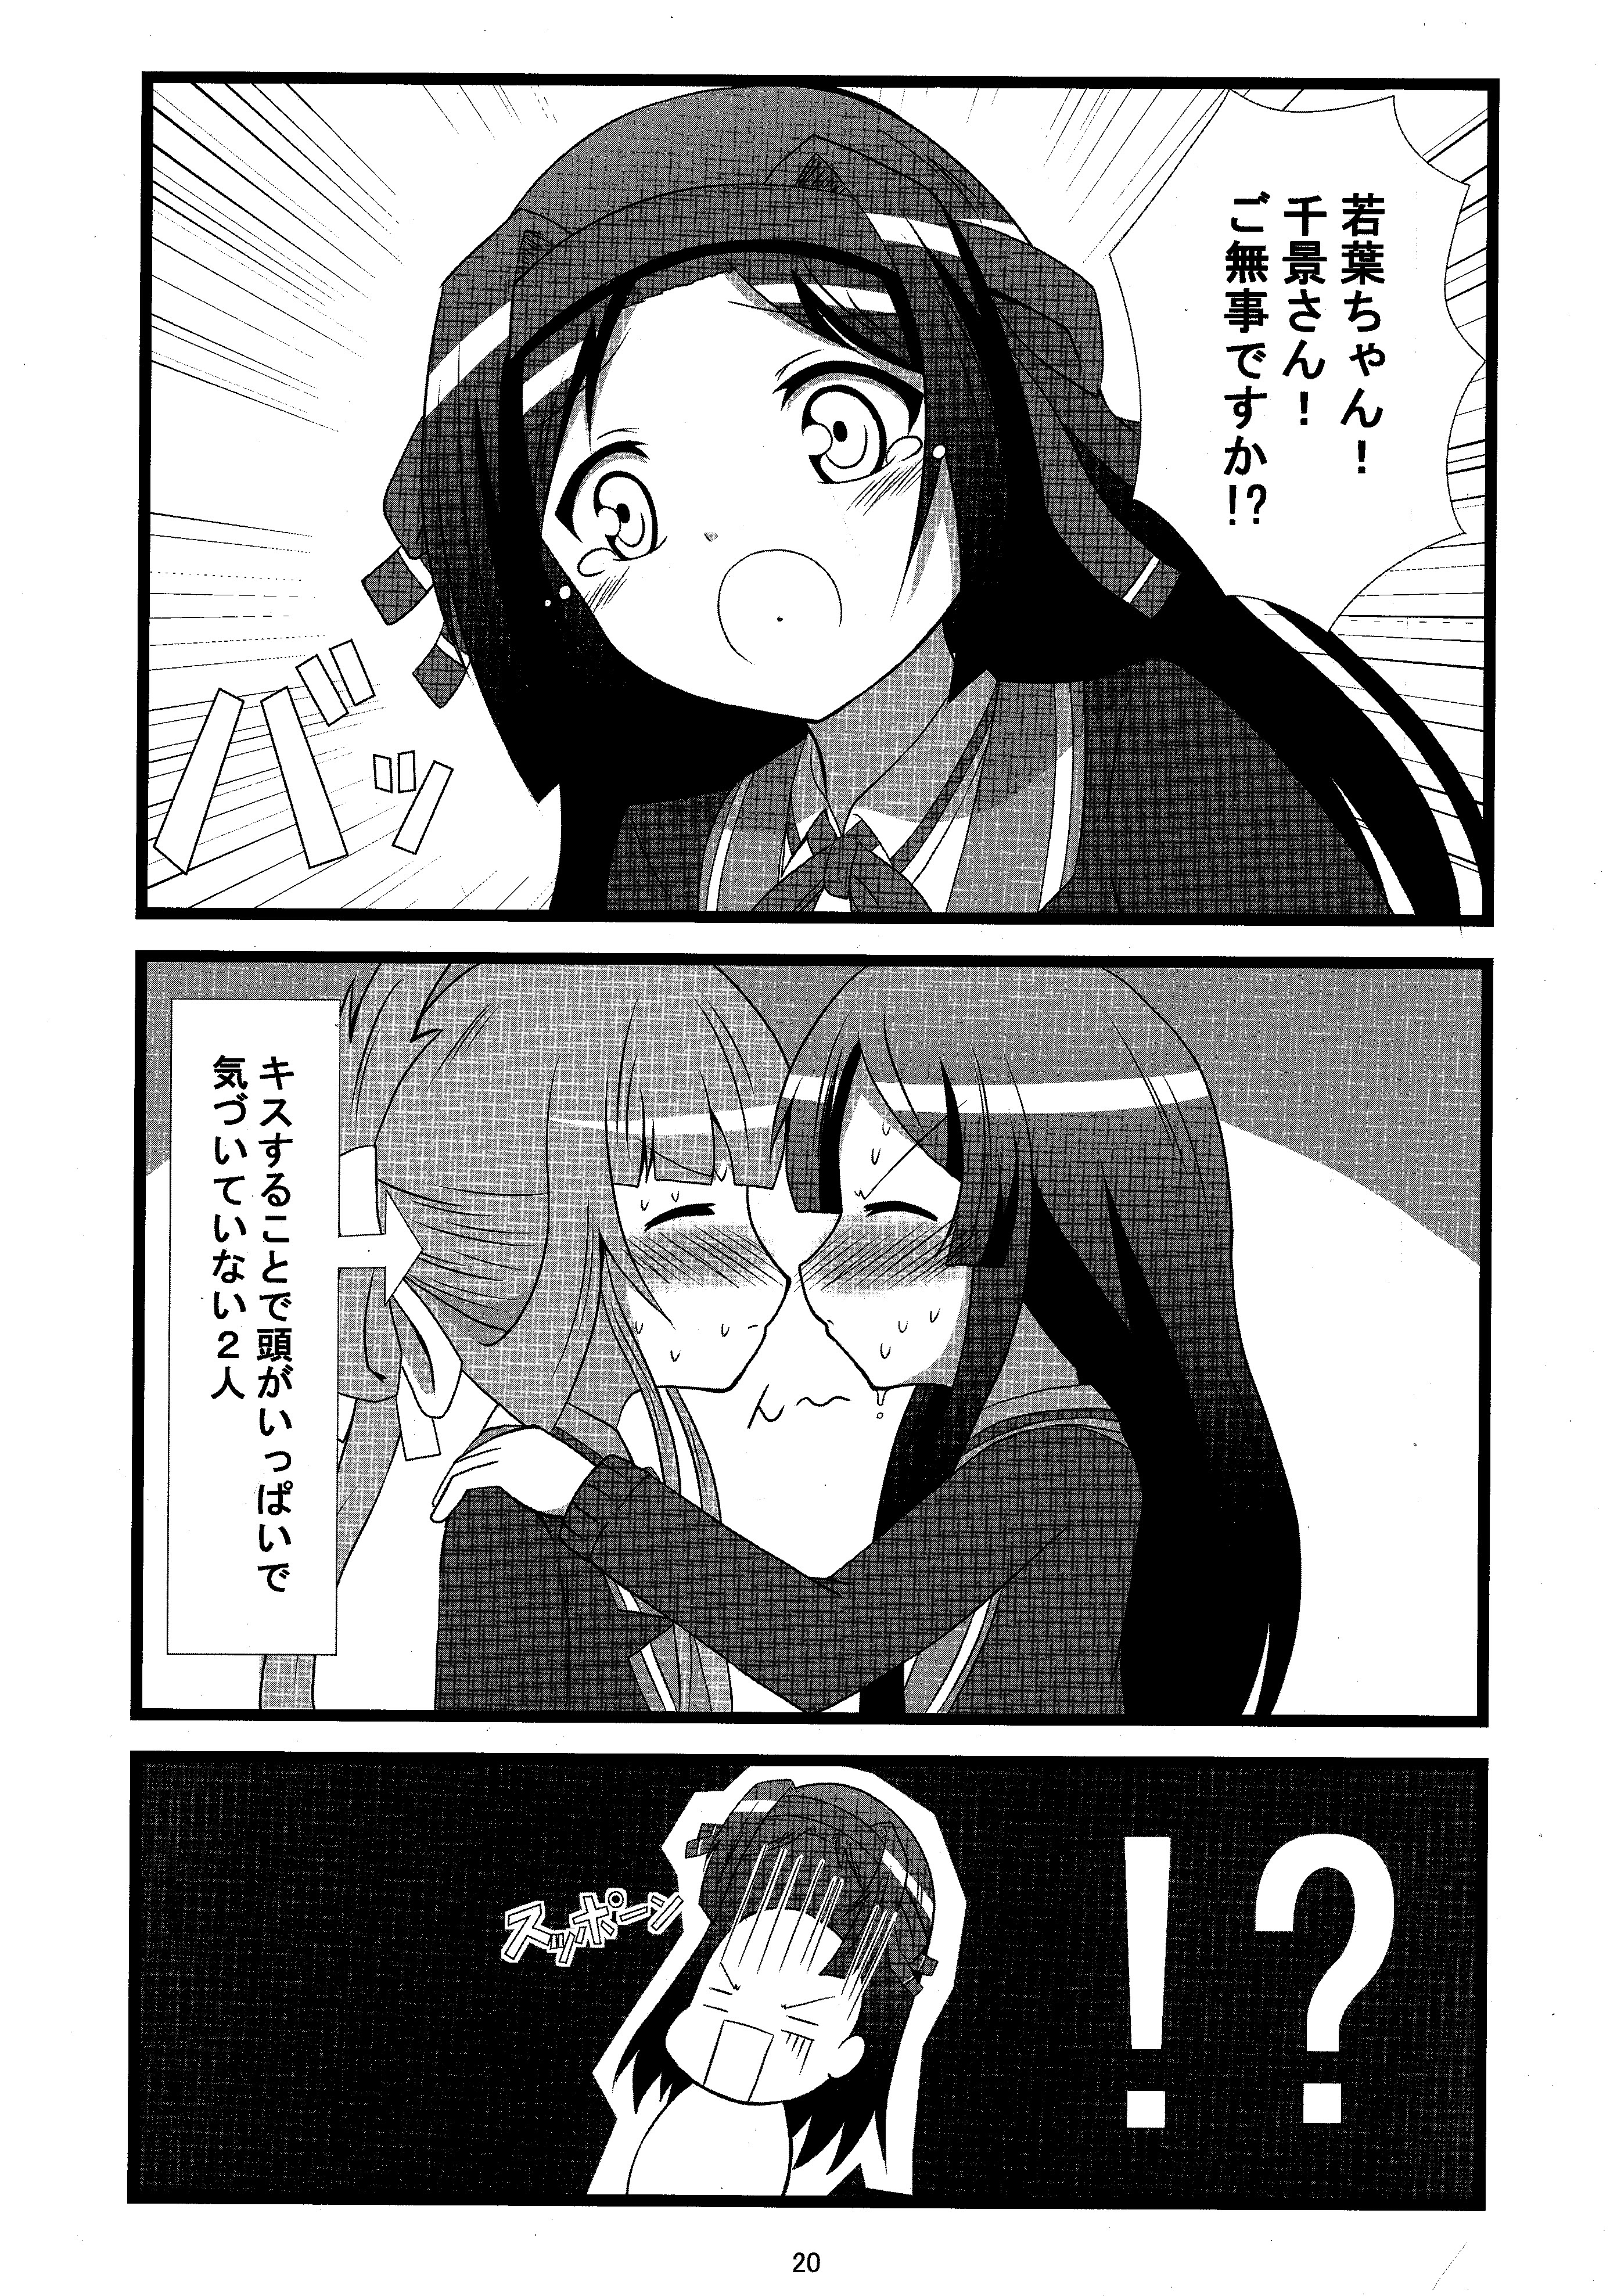 若葉ちゃん！
千景さん！
ご無事ですか!?
バッ
ん〜
キスすることで頭がいっぱいで
気づいていない２人
!?
スッポーン
20